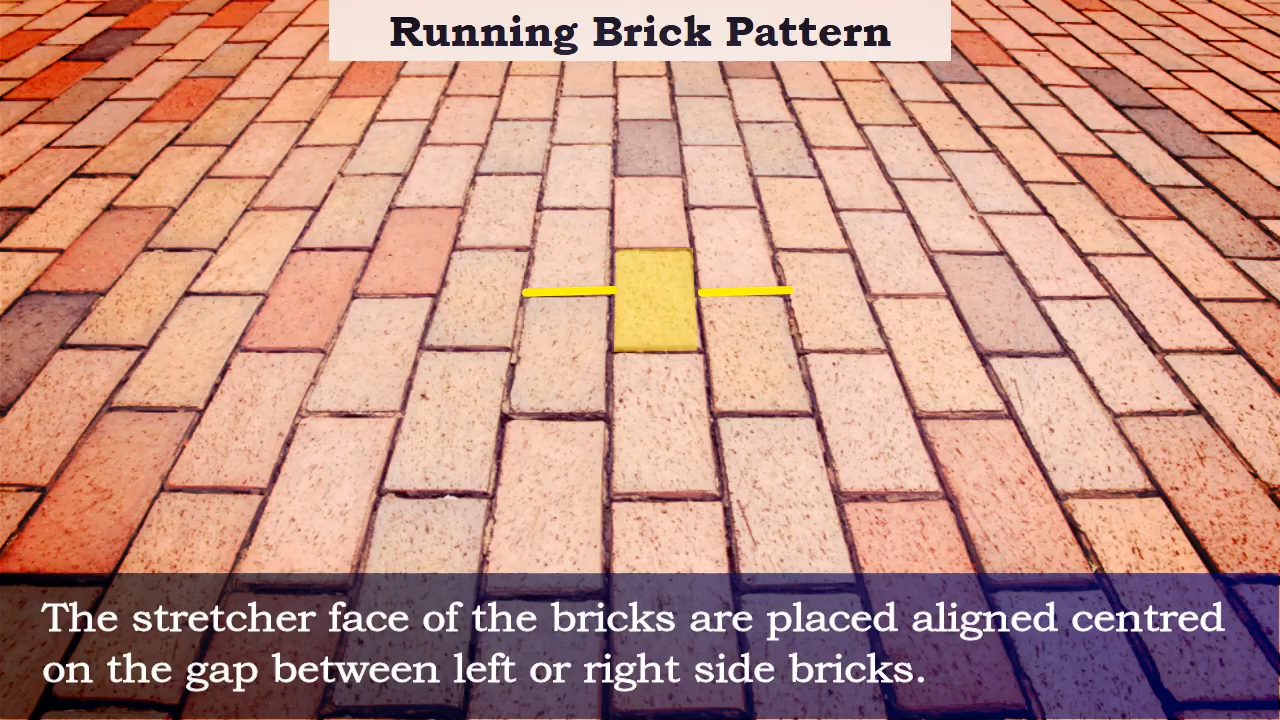 Running Brick Pattern
The stretcher face of the bricks are placed aligned centred
on the gap between left or right side bricks.